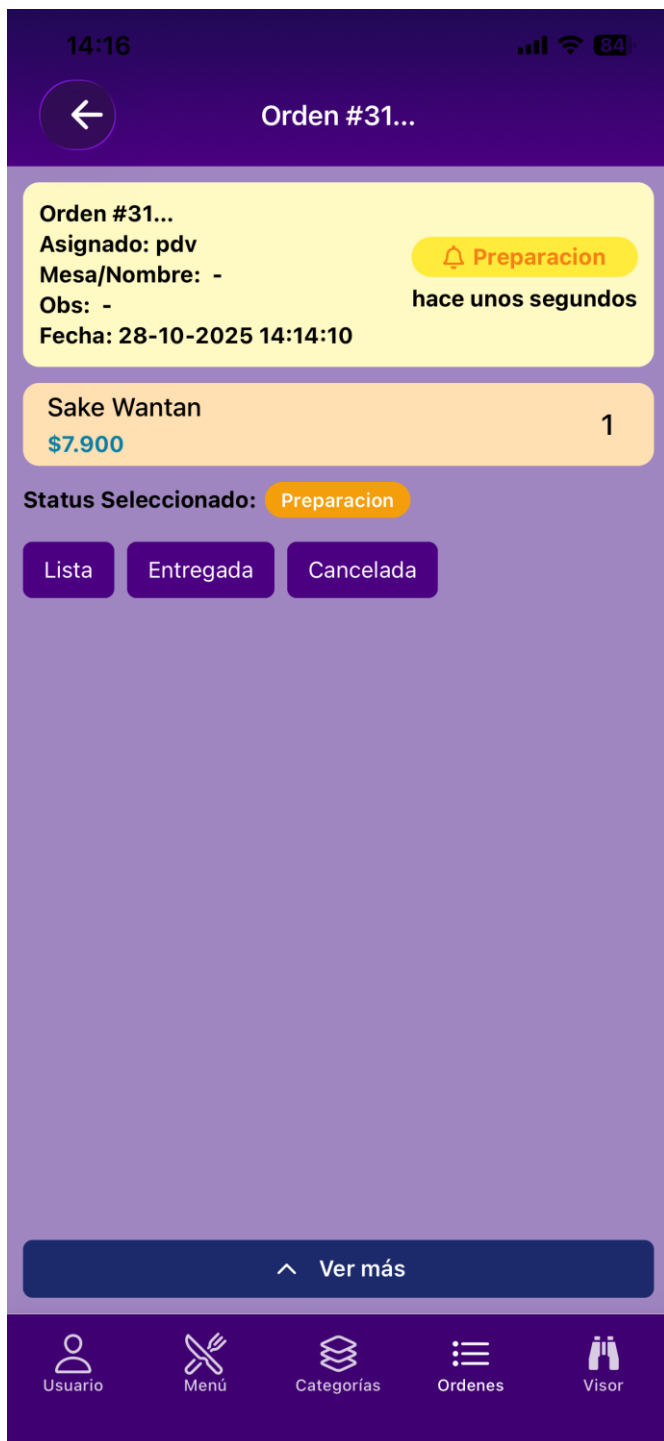 14:16
84
Orden #31...
Orden #31...
Asignado: pdv
Mesa/Nombre: -
Obs: -
Fecha: 28-10-2025 14:14:10
Preparacion
hace unos segundos
Sake Wantan
$7.900
1
Status Seleccionado: Preparacion
Lista Entregada Cancelada
Ver más
Usuario Menú Categorías Ordenes Visor